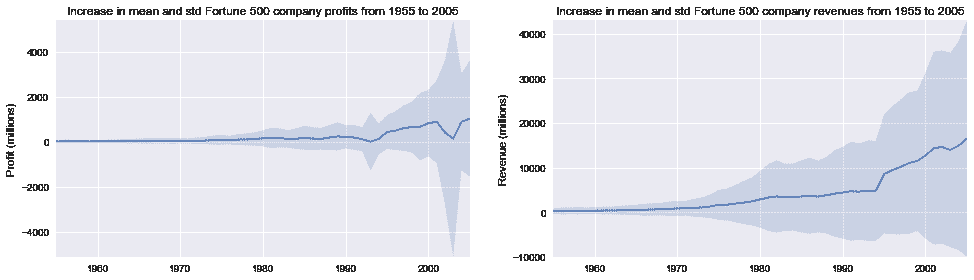 Increase in mean and std Fortune 500 company profits from 1955 to 2005
4000
2000
0
−2000
−4000
Profit (millions)
1960 1970 1980 1990 2000
Increase in mean and std Fortune 500 company revenues from 1955 to 2005
40000
30000
20000
10000
0
−10000
Revenue (millions)
1960 1970 1980 1990 2000